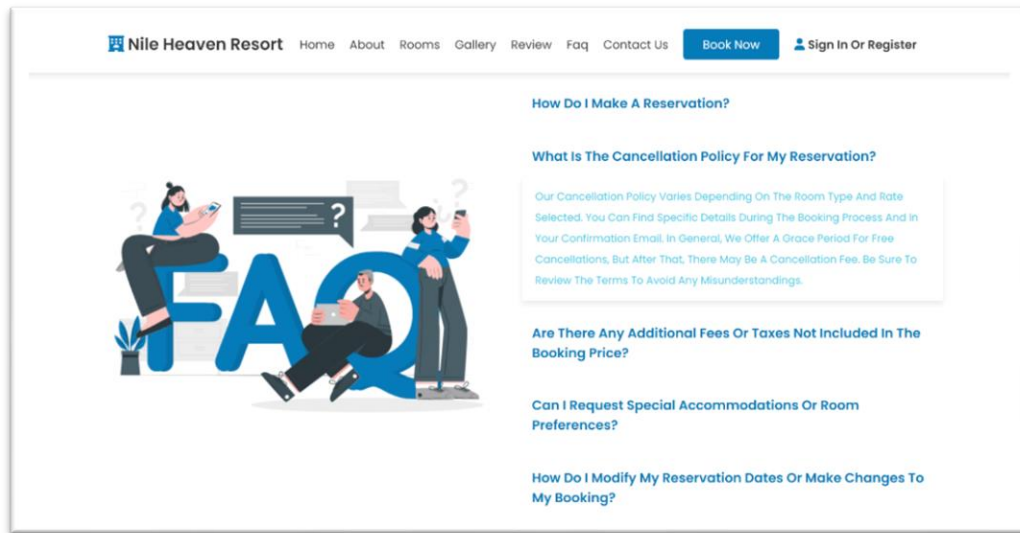 Nile Heaven Resort Home About Rooms Gallery Review Faq Contact Us Book Now Sign In Or Register
How Do I Make A Reservation?
What Is The Cancellation Policy For My Reservation?
Our Cancellation Policy Varies Depending On The Room Type And Rate
Selected. You Can Find Specific Details During The Booking Process And In
Your Confirmation Email. In General, We Offer A Grace Period For Free
Cancellations, But After That, There May Be A Cancellation Fee. Be Sure To
Review The Terms To Avoid Any Misunderstandings.
Are There Any Additional Fees Or Taxes Not Included In The
Booking Price?
Can I Request Special Accommodations Or Room
Preferences?
How Do I Modify My Reservation Dates Or Make Changes To
My Booking?
? ? ?
FAQ